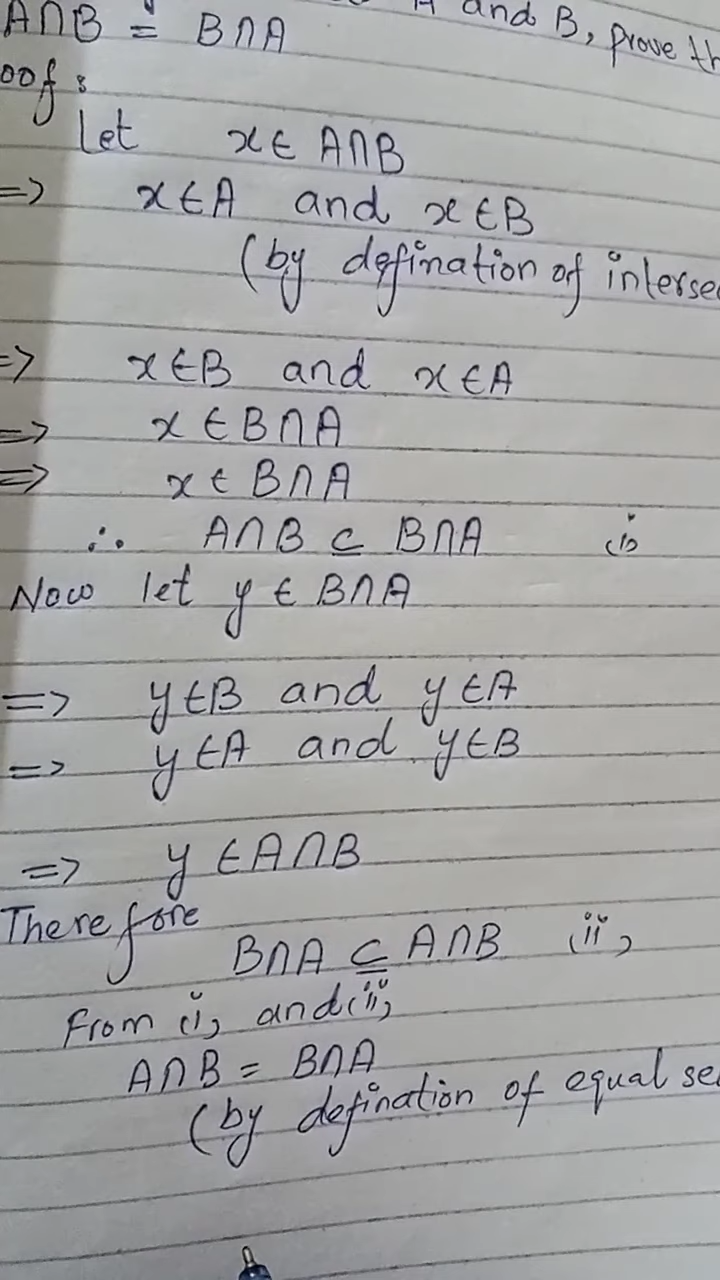 A and B, prove th
A∩B = B∩A
oof :
Let x ∈ A∩B
=> x∈A and x∈B
(by defination of interse
=> x∈B and x∈A
=> x ∈ B∩A
=> x ∈ B∩A
∴ A∩B ⊆ B∩A (i)
Now let y ∈ B∩A
=> y∈B and y∈A
=> y∈A and y∈B
=> y ∈ A∩B
Therefore
B∩A ⊆ A∩B (ii)
From (i) and (ii)
A∩B = B∩A
(by defination of equal se